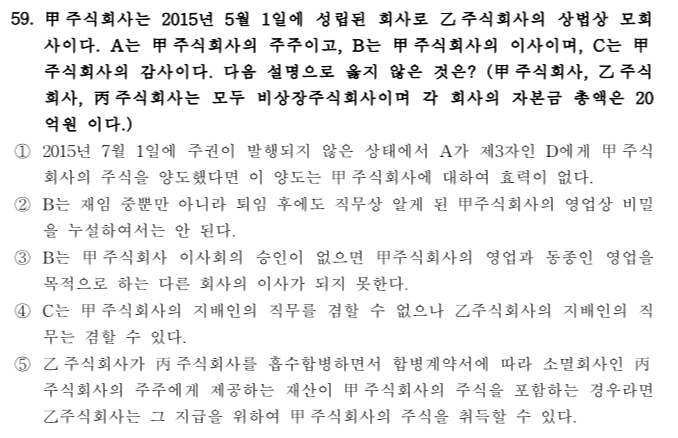 59. 甲주식회사는 2015년 5월 1일에 성립된 회사로 乙주식회사의 상법상 모회
사이다. A는 甲주식회사의 주주이고, B는 甲주식회사의 이사이며, C는 甲
주식회사의 감사이다. 다음 설명으로 옳지 않은 것은? (甲주식회사, 乙주식
회사, 丙주식회사는 모두 비상장주식회사이며 각 회사의 자본금 총액은 20
억원 이다.)
① 2015년 7월 1일에 주권이 발행되지 않은 상태에서 A가 제3자인 D에게 甲주식
회사의 주식을 양도했다면 이 양도는 甲주식회사에 대하여 효력이 없다.
② B는 재임 중뿐만 아니라 퇴임 후에도 직무상 알게 된 甲주식회사의 영업상 비밀
을 누설하여서는 안 된다.
③ B는 甲주식회사 이사회의 승인이 없으면 甲주식회사의 영업과 동종인 영업을
목적으로 하는 다른 회사의 이사가 되지 못한다.
④ C는 甲주식회사의 지배인의 직무를 겸할 수 없으나 乙주식회사의 지배인의 직
무는 겸할 수 있다.
⑤ 乙주식회사가 丙주식회사를 흡수합병하면서 합병계약서에 따라 소멸회사인 丙
주식회사의 주주에게 제공하는 재산이 甲주식회사의 주식을 포함하는 경우라면
乙주식회사는 그 지급을 위하여 甲주식회사의 주식을 취득할 수 있다.